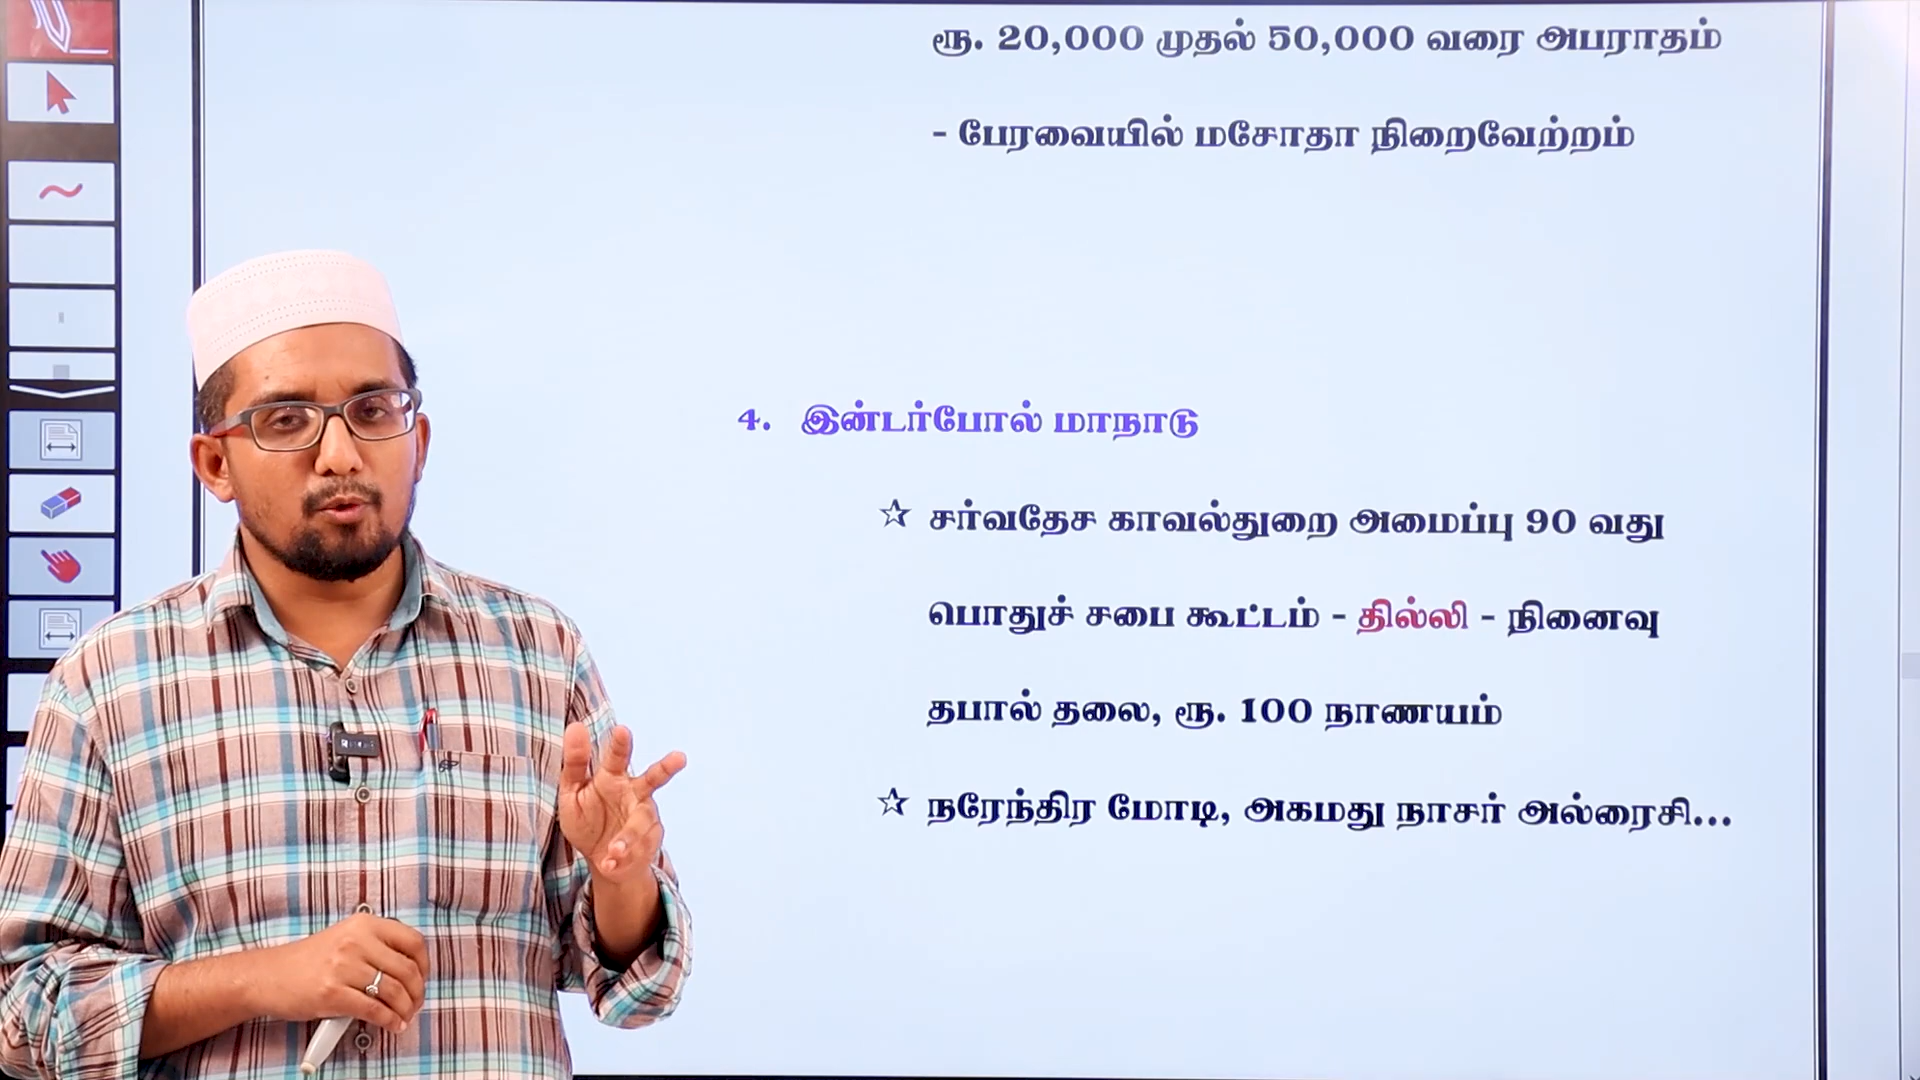 ரூ. 20,000 முதல் 50,000 வரை அபராதம்
- பேரவையில் மசோதா நிறைவேற்றம்
4. இன்டர்போல் மாநாடு
☆ சர்வதேச காவல்துறை அமைப்பு 90 வது
பொதுச் சபை கூட்டம் - தில்லி - நினைவு
தபால் தலை, ரூ. 100 நாணயம்
☆ நரேந்திர மோடி, அகமது நாசர் அல்ரைசி...